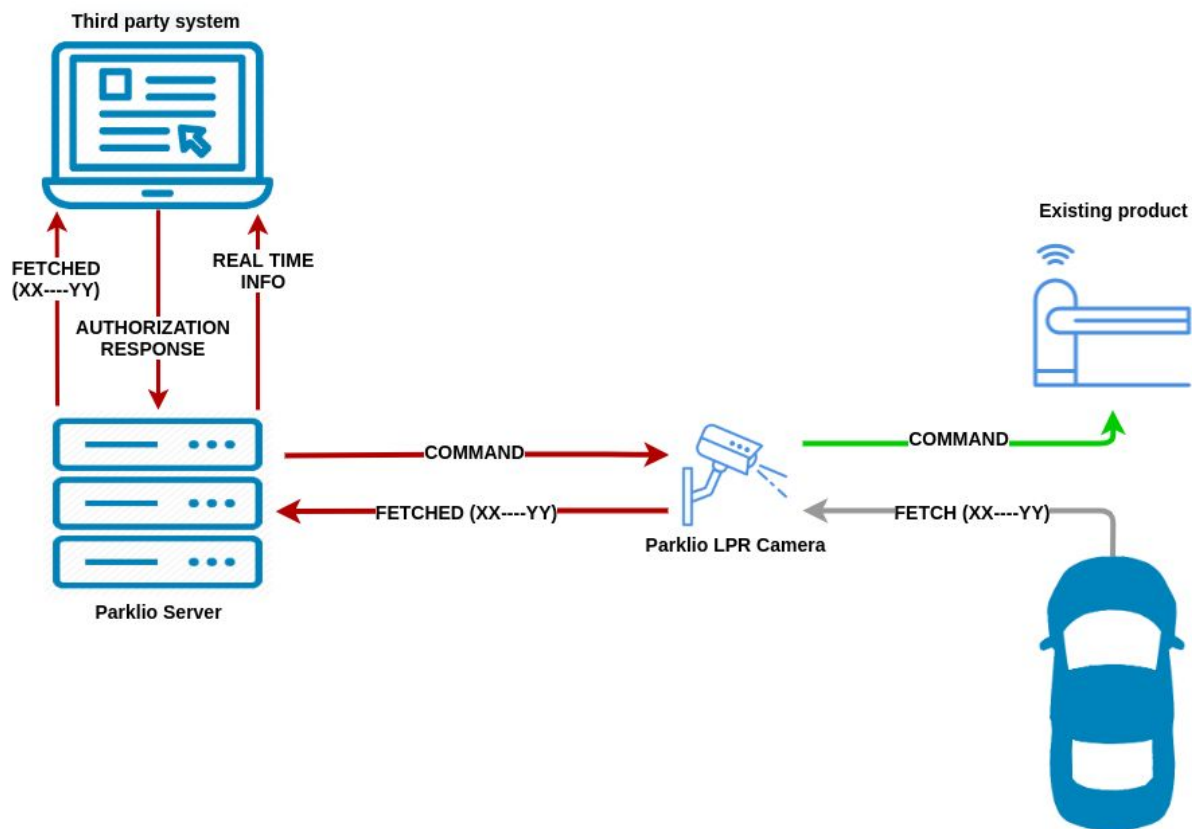 Third party system
Existing product
FETCHED
(XX----YY)
REAL TIME
INFO
AUTHORIZATION
RESPONSE
COMMAND
COMMAND
FETCHED (XX----YY)
FETCH (XX----YY)
Parklio LPR Camera
Parklio Server